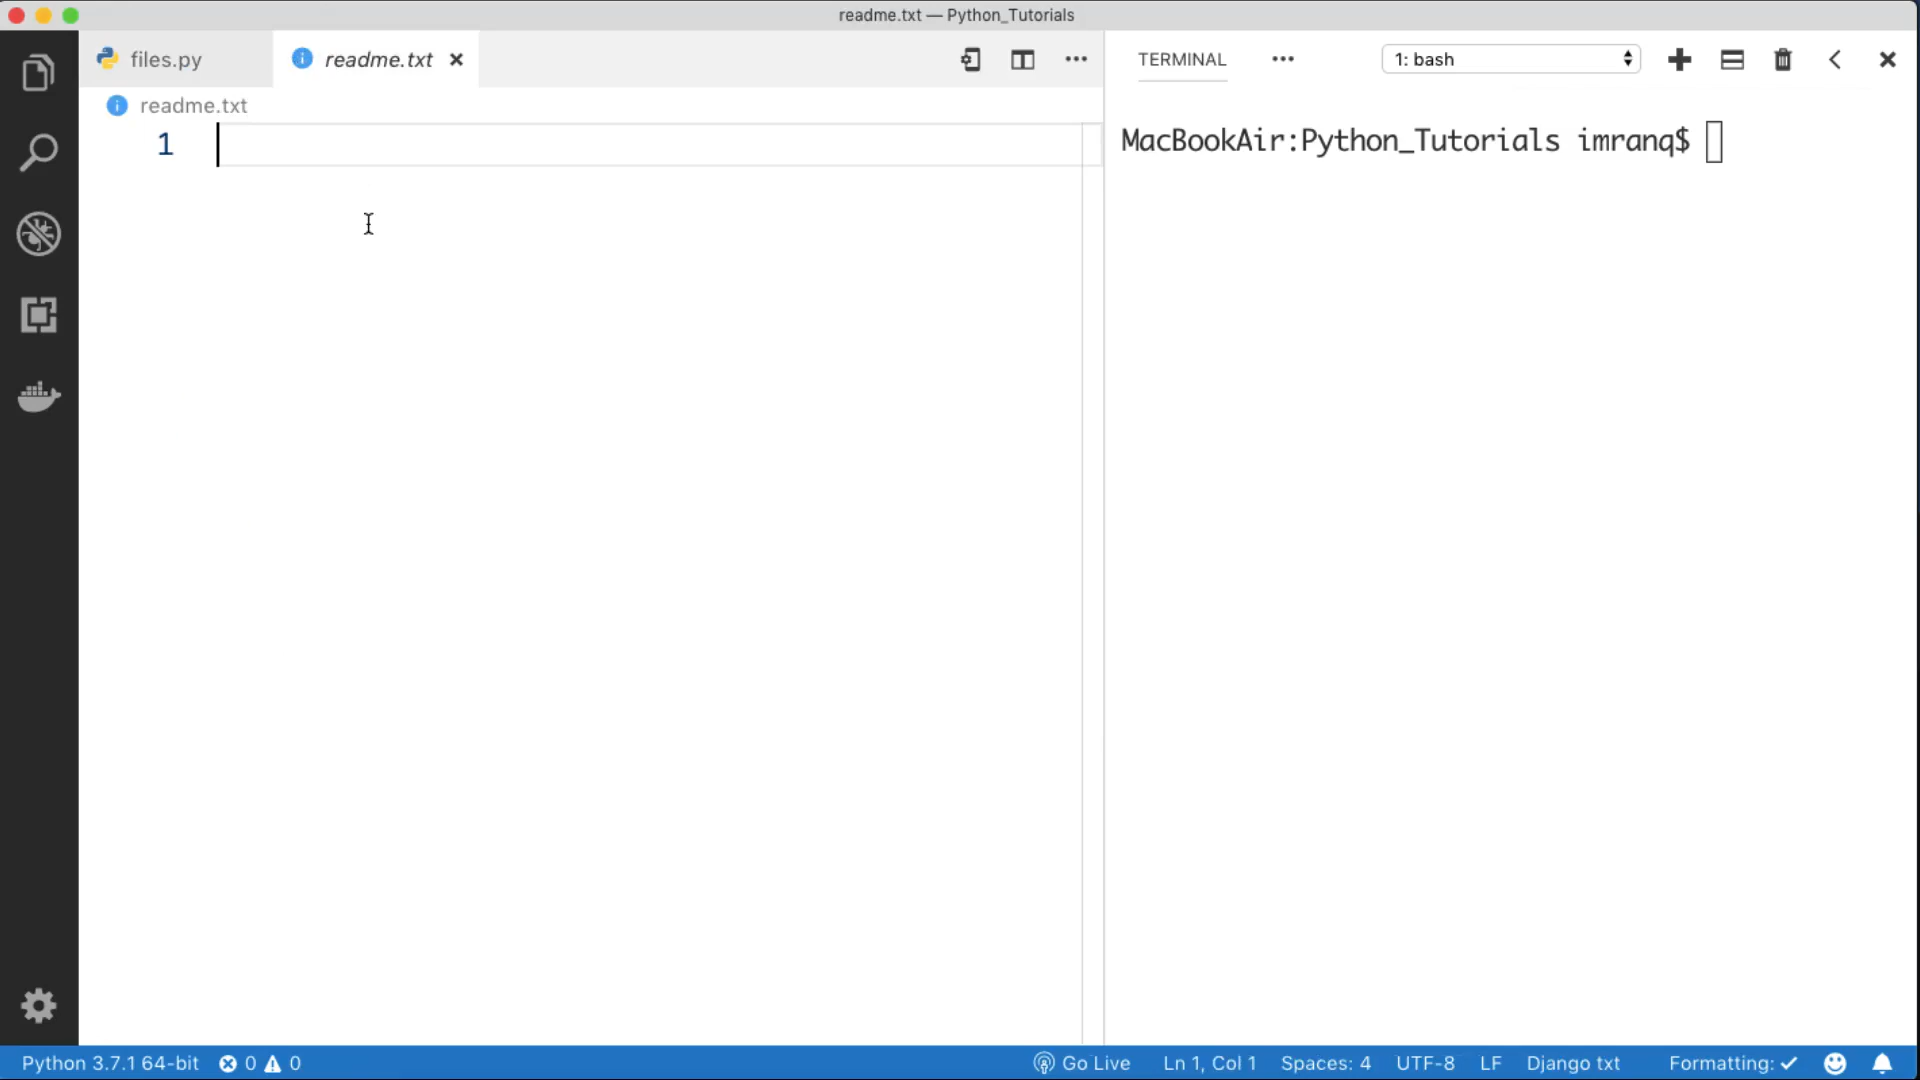 readme.txt — Python_Tutorials
files.py
readme.txt
TERMINAL
1: bash
readme.txt
1
MacBookAir:Python_Tutorials imranq$
Python 3.7.1 64-bit
0
0
Go Live
Ln 1, Col 1
Spaces: 4
UTF-8
LF
Django txt
Formatting: ✓